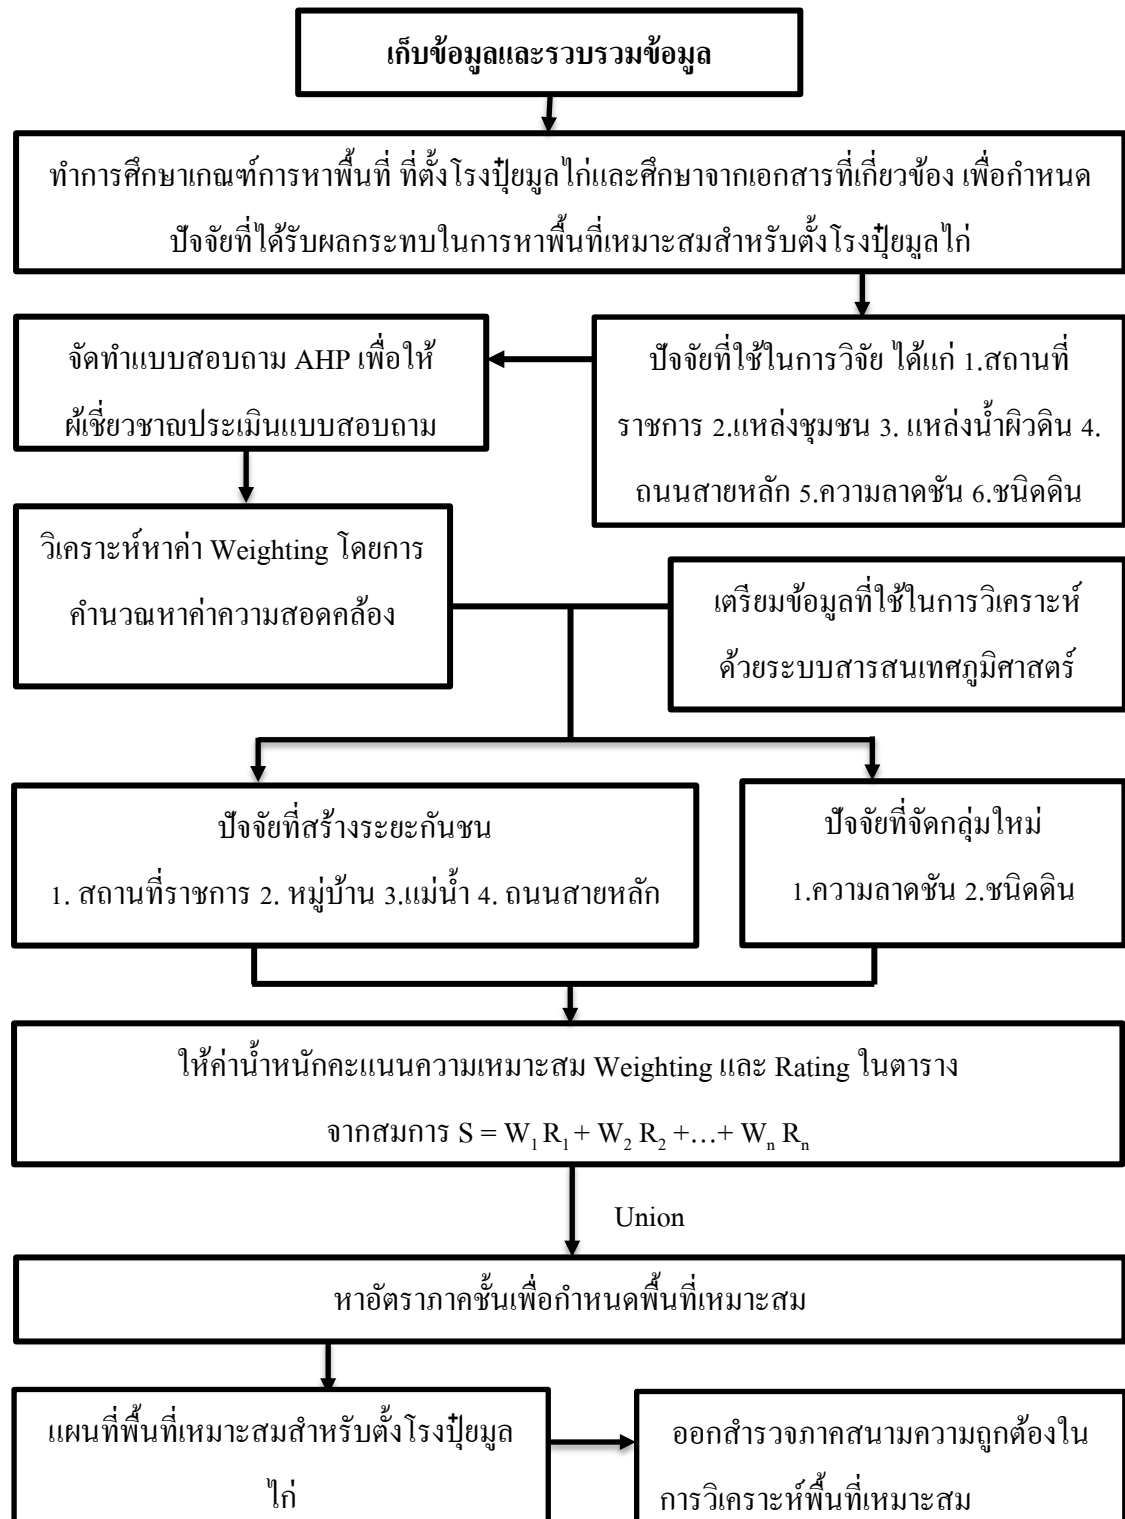 เก็บข้อมูลและรวบรวมข้อมูล
ทำการศึกษาเกณฑ์การหาพื้นที่ ที่ตั้งโรงปุ๋ยมูลไก่และศึกษาจากเอกสารที่เกี่ยวข้อง เพื่อกำหนด
ปัจจัยที่ได้รับผลกระทบในการหาพื้นที่เหมาะสมสำหรับตั้งโรงปุ๋ยมูลไก่
จัดทำแบบสอบถาม AHP เพื่อให้
ผู้เชี่ยวชาญประเมินแบบสอบถาม
ปัจจัยที่ใช้ในการวิจัย ได้แก่ 1.สถานที่
ราชการ 2.แหล่งชุมชน 3. แหล่งน้ำผิวดิน 4.
ถนนสายหลัก 5.ความลาดชัน 6.ชนิดดิน
วิเคราะห์หาค่า Weighting โดยการ
คำนวณหาค่าความสอดคล้อง
เตรียมข้อมูลที่ใช้ในการวิเคราะห์
ด้วยระบบสารสนเทศภูมิศาสตร์
ปัจจัยที่สร้างระยะกันชน
1. สถานที่ราชการ 2. หมู่บ้าน 3.แม่น้ำ 4. ถนนสายหลัก
ปัจจัยที่จัดกลุ่มใหม่
1.ความลาดชัน 2.ชนิดดิน
ให้ค่าน้ำหนักคะแนนความเหมาะสม Weighting และ Rating ในตาราง
จากสมการ S = W₁ R₁ + W₂ R₂ +…+ Wₙ Rₙ
Union
หาอัตราภาคชั้นเพื่อกำหนดพื้นที่เหมาะสม
แผนที่พื้นที่เหมาะสมสำหรับตั้งโรงปุ๋ยมูล
ไก่
ออกสำรวจภาคสนามความถูกต้องใน
การวิเคราะห์พื้นที่เหมาะสม